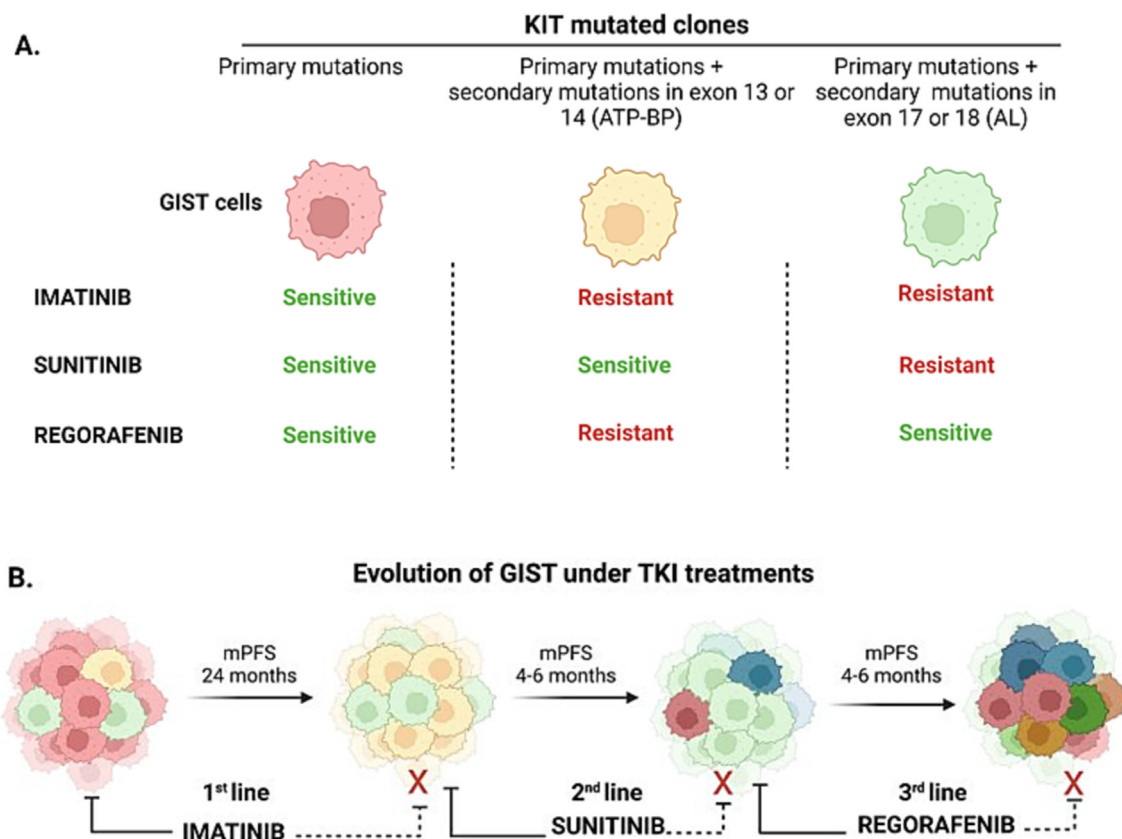 A.
KIT mutated clones
Primary mutations
Primary mutations +
secondary mutations in exon 13 or
14 (ATP-BP)
Primary mutations +
secondary mutations in
exon 17 or 18 (AL)
GIST cells
IMATINIB Sensitive Resistant Resistant
SUNITINIB Sensitive Sensitive Resistant
REGORAFENIB Sensitive Resistant Sensitive
B.
Evolution of GIST under TKI treatments
mPFS
24 months
mPFS
4-6 months
mPFS
4-6 months
X
X
X
1st line
IMATINIB
2nd line
SUNITINIB
3rd line
REGORAFENIB